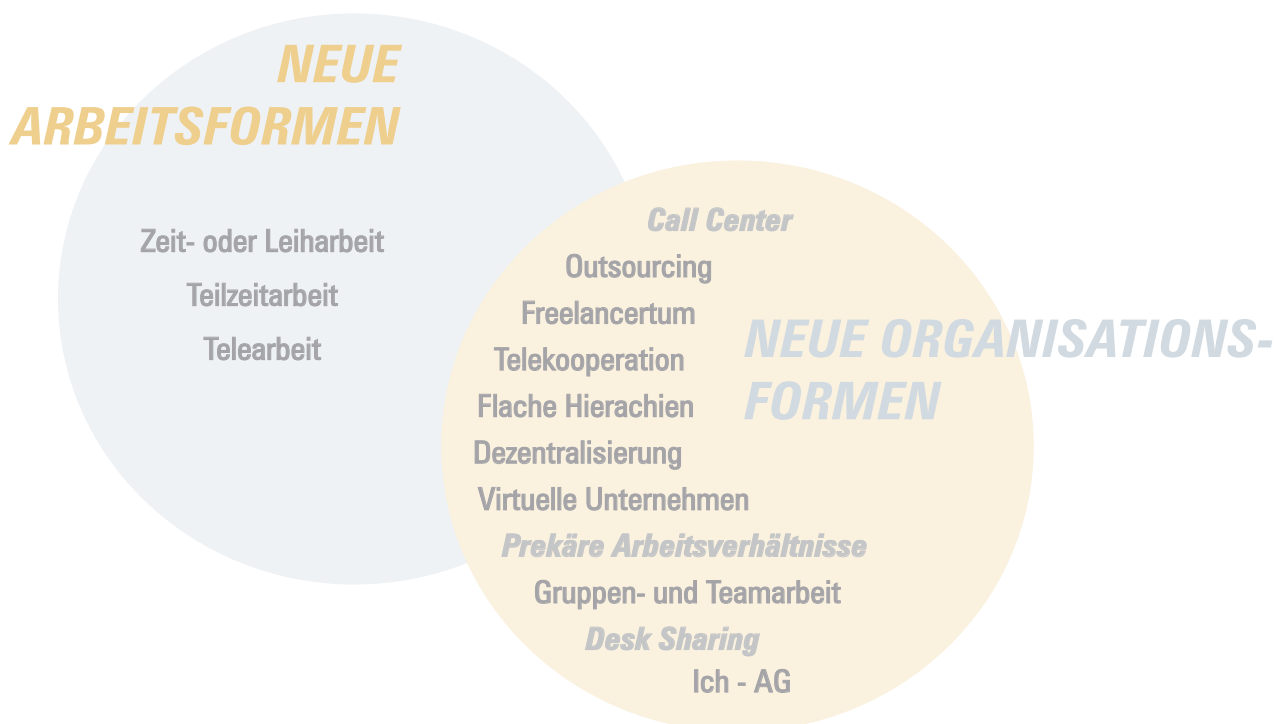 NEUE
ARBEITSFORMEN
Zeit- oder Leiharbeit
Teilzeitarbeit
Telearbeit
Call Center
Outsourcing
Freelancertum
Telekooperation
Flache Hierachien
Dezentralisierung
Virtuelle Unternehmen
Prekäre Arbeitsverhältnisse
Gruppen- und Teamarbeit
Desk Sharing
Ich - AG
NEUE ORGANISATIONS-
FORMEN